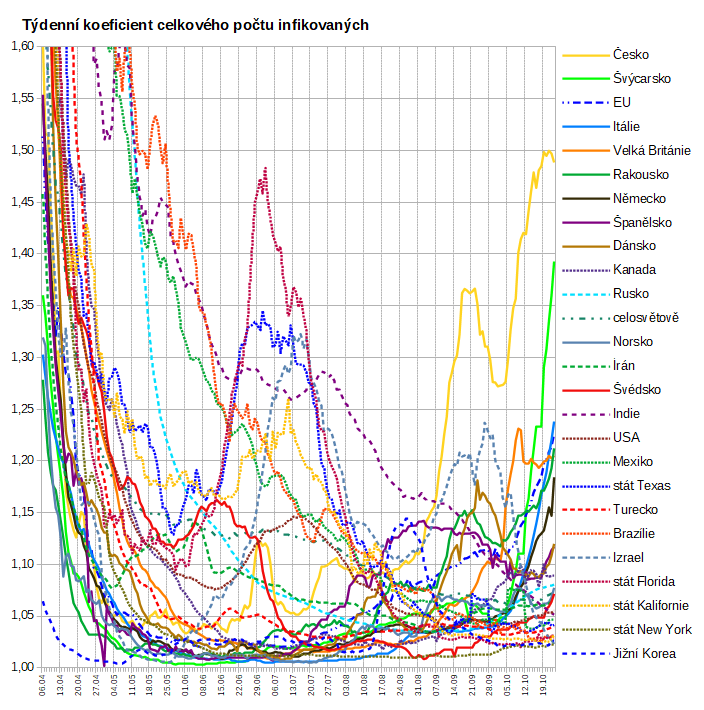 Týdenní koeficient celkového počtu infikovaných
1,60
1,55
1,50
1,45
1,40
1,35
1,30
1,25
1,20
1,15
1,10
1,05
1,00
06.04
13.04
20.04
27.04
04.05
11.05
18.05
25.05
01.06
08.06
15.06
22.06
29.06
06.07
13.07
20.07
27.07
03.08
10.08
17.08
24.08
31.08
07.09
14.09
21.09
28.09
05.10
12.10
19.10
Česko
Švýcarsko
EU
Itálie
Velká Británie
Rakousko
Německo
Španělsko
Dánsko
Kanada
Rusko
celosvětově
Norsko
Írán
Švédsko
Indie
USA
Mexiko
stát Texas
Turecko
Brazílie
Izrael
stát Florida
stát Kalifornie
stát New York
Jižní Korea